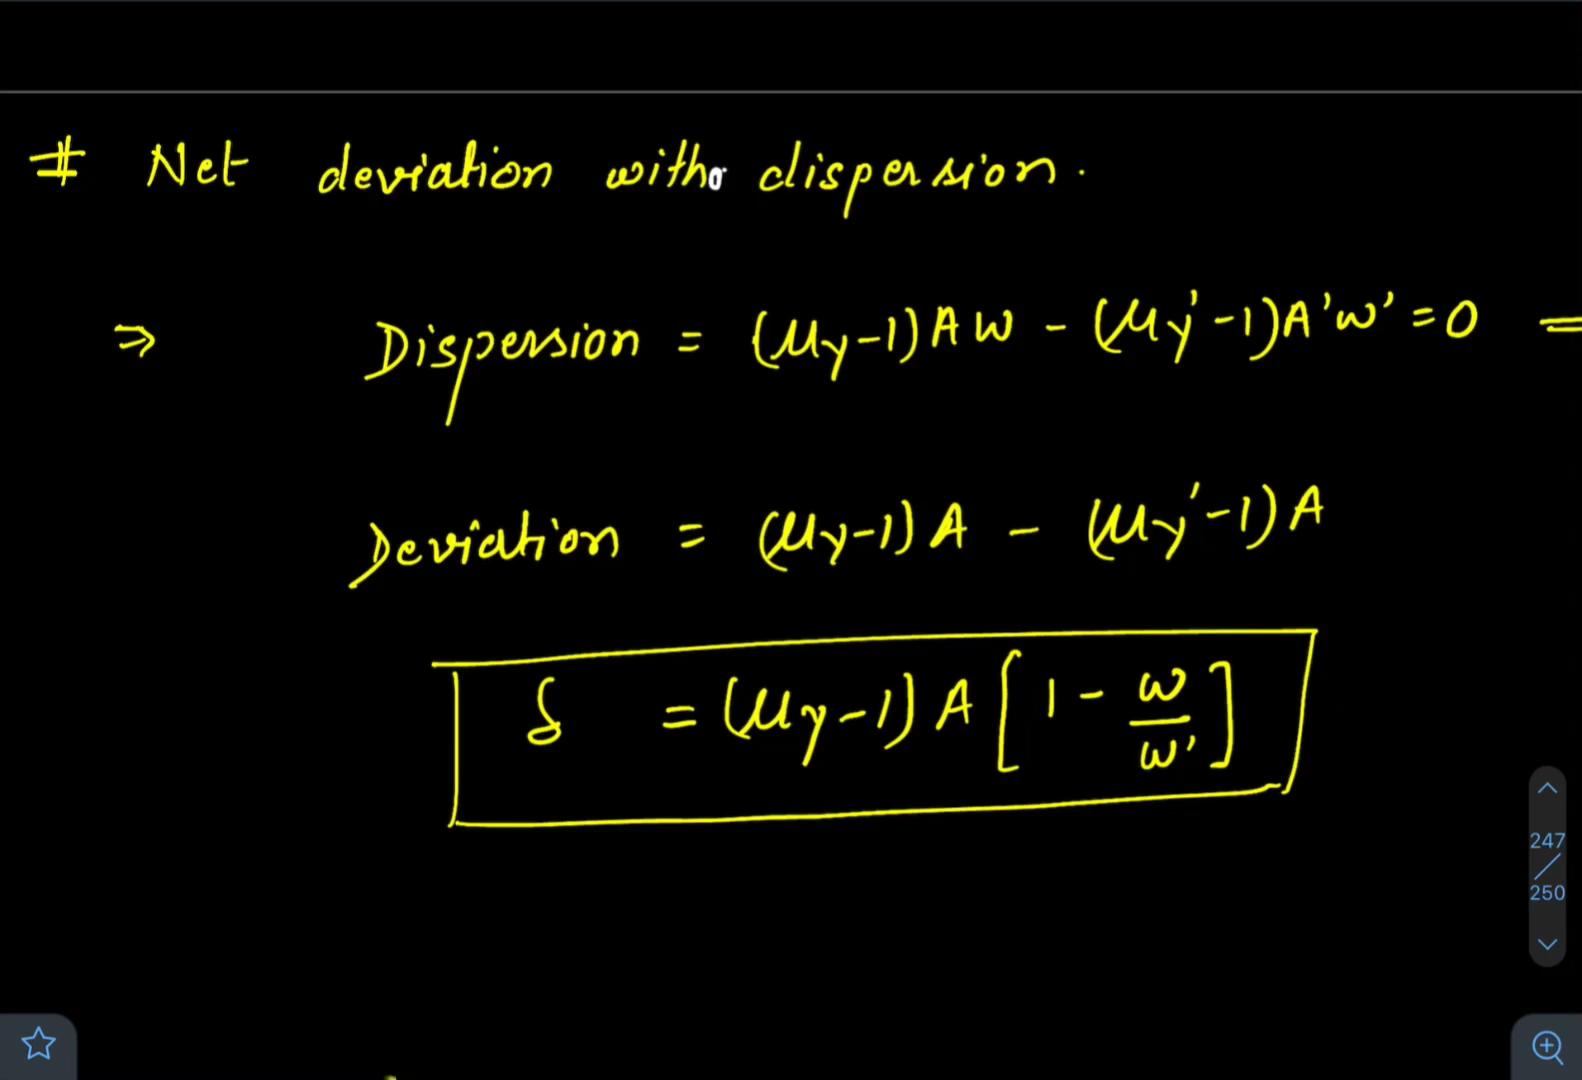 # Net deviation witho dispersion.
⇒ Dispersion = (μy-1)Aω - (μy'-1)A'ω' = 0 =
Deviation = (μy-1)A - (μy'-1)A
δ = (μy-1)A[1 - ω/ω']
247
/
250